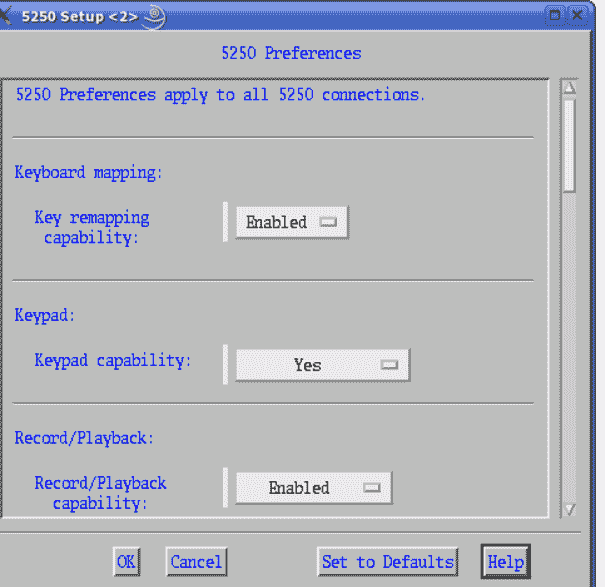 5250 Setup <2>
5250 Preferences
5250 Preferences apply to all 5250 connections.
Keyboard mapping:
Key remapping
capability:
Enabled
Keypad:
Keypad capability:
Yes
Record/Playback:
Record/Playback
capability:
Enabled
OK Cancel Set to Defaults Help